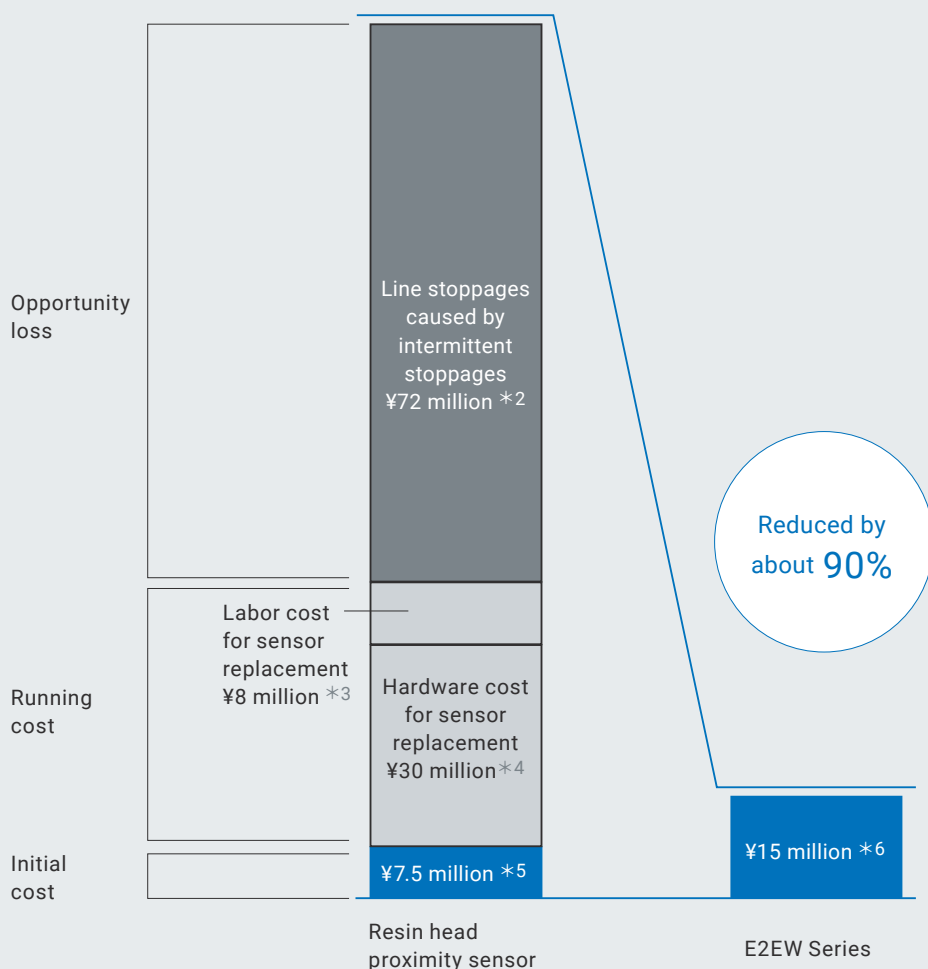 Opportunity
loss
Line stoppages
caused by
intermittent
stoppages
¥72 million *2
Reduced by
about 90%
Labor cost
for sensor
replacement
¥8 million *3
Running
cost
Hardware cost
for sensor
replacement
¥30 million*4
Initial
cost
¥7.5 million *5
¥15 million *6
Resin head
proximity sensor
E2EW Series